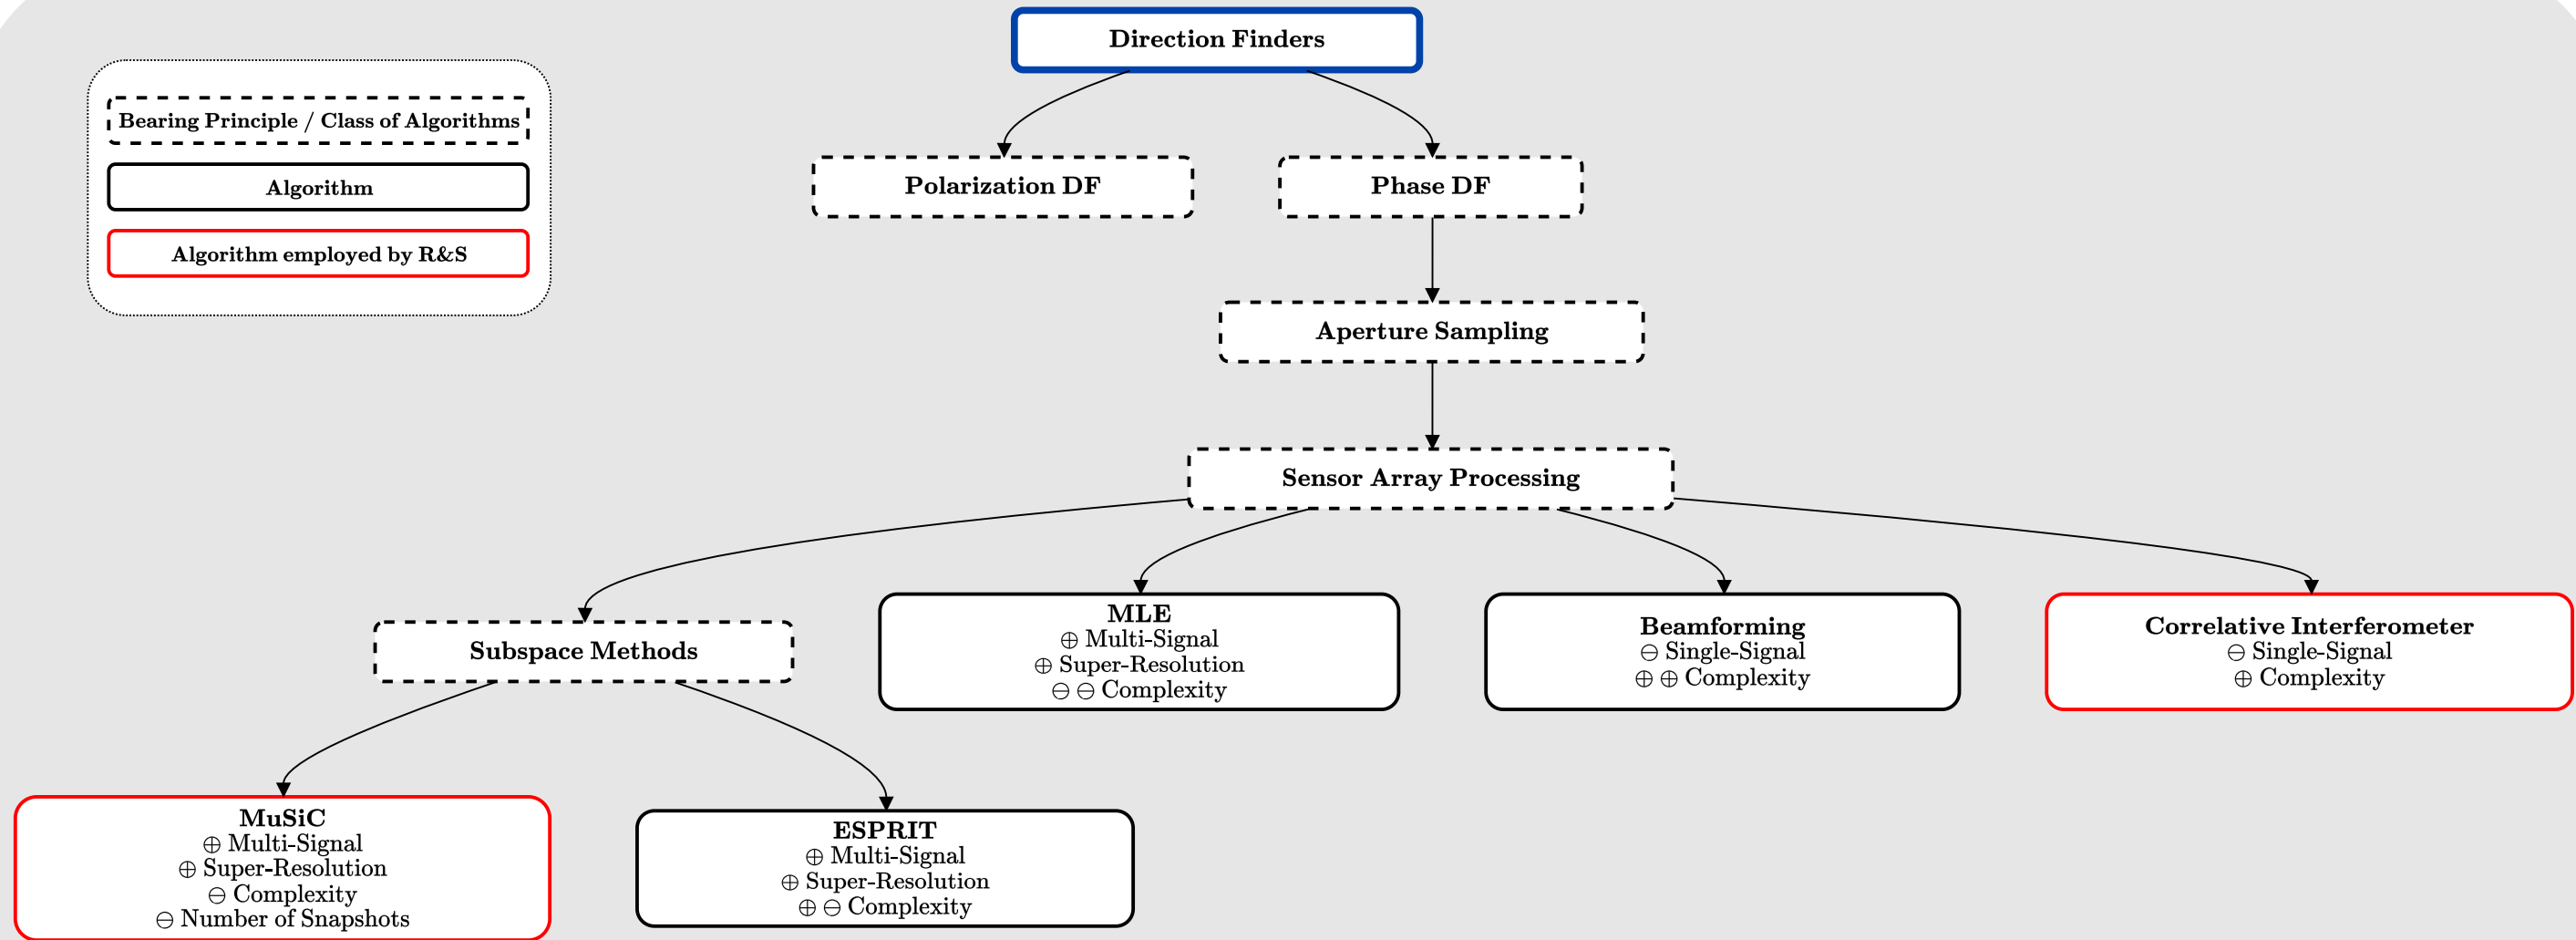 Direction Finders
Bearing Principle / Class of Algorithms
Algorithm
Algorithm employed by R&S
Polarization DF
Phase DF
Aperture Sampling
Sensor Array Processing
Subspace Methods
MLE
⊕ Multi-Signal
⊕ Super-Resolution
⊖ ⊖ Complexity
Beamforming
⊖ Single-Signal
⊕ ⊕ Complexity
Correlative Interferometer
⊖ Single-Signal
⊕ Complexity
MuSiC
⊕ Multi-Signal
⊕ Super-Resolution
⊖ Complexity
⊖ Number of Snapshots
ESPRIT
⊕ Multi-Signal
⊕ Super-Resolution
⊕ ⊖ Complexity